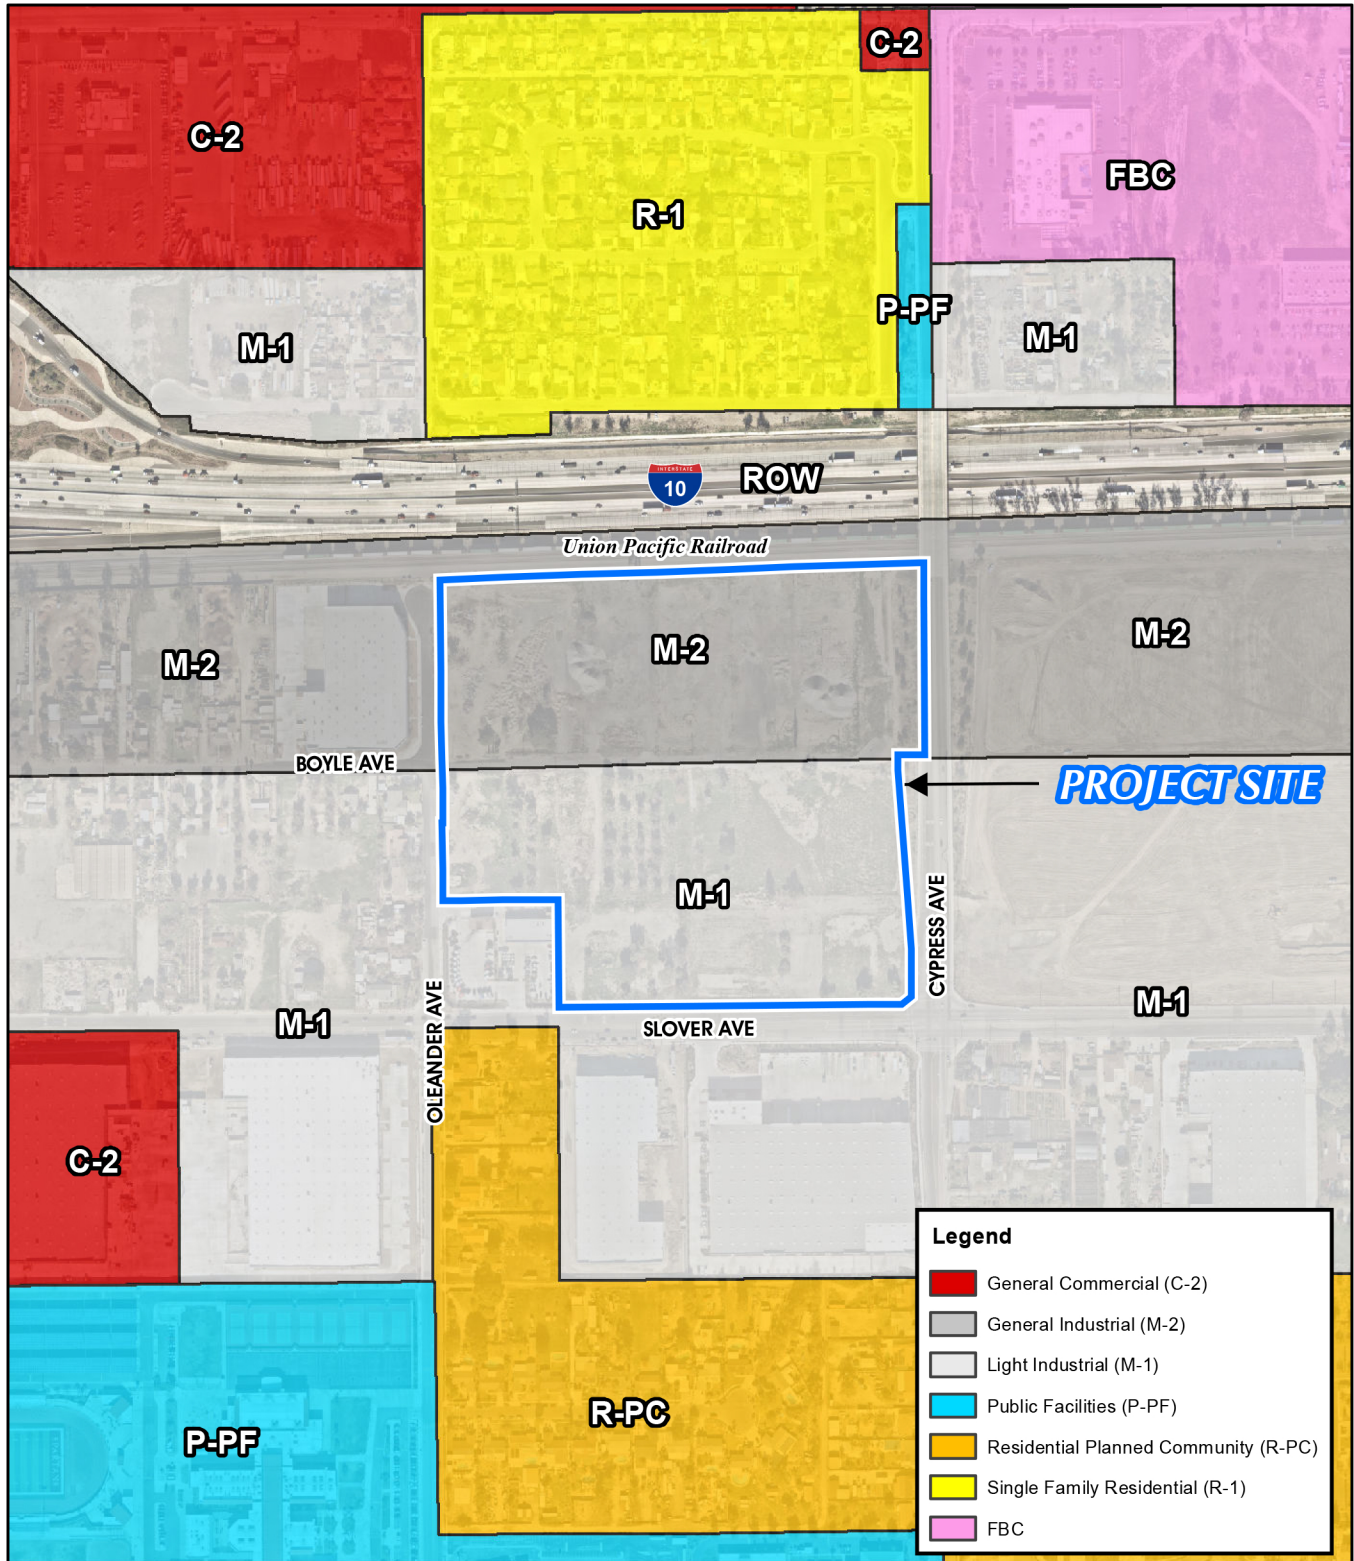 C-2
C-2
FBC
R-1
P-PF
M-1
M-1
INTERSTATE
10
ROW
Union Pacific Railroad
M-2
M-2
M-2
BOYLE AVE
PROJECT SITE
M-1
CYPRESS AVE
OLEANDER AVE
M-1
SLOVER AVE
M-1
C-2
R-PC
P-PF
Legend
General Commercial (C-2)
General Industrial (M-2)
Light Industrial (M-1)
Public Facilities (P-PF)
Residential Planned Community (R-PC)
Single Family Residential (R-1)
FBC